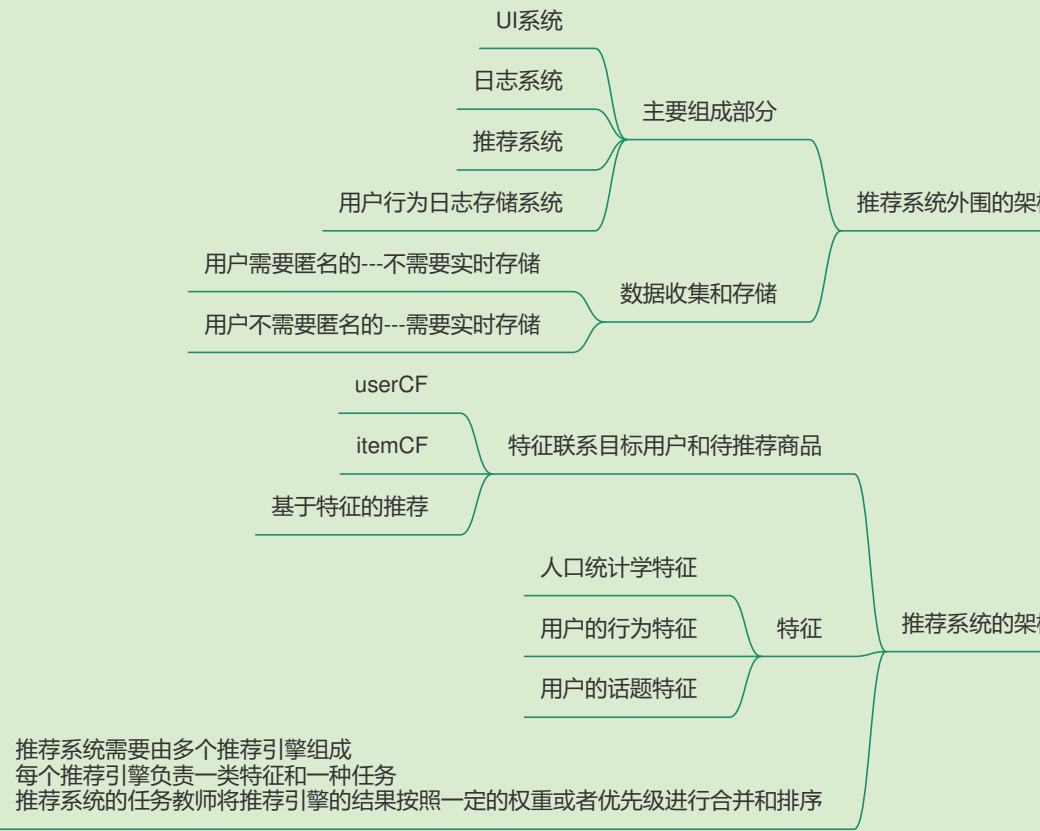 UI系统
日志系统
主要组成部分
推荐系统
用户行为日志存储系统
推荐系统外围的架
用户需要匿名的---不需要实时存储
数据收集和存储
用户不需要匿名的---需要实时存储
userCF
itemCF
特征联系目标用户和待推荐商品
基于特征的推荐
人口统计学特征
用户的行为特征
特征
推荐系统的架
用户的话题特征
推荐系统需要由多个推荐引擎组成
每个推荐引擎负责一类特征和一种任务
推荐系统的任务教师将推荐引擎的结果按照一定的权重或者优先级进行合并和排序